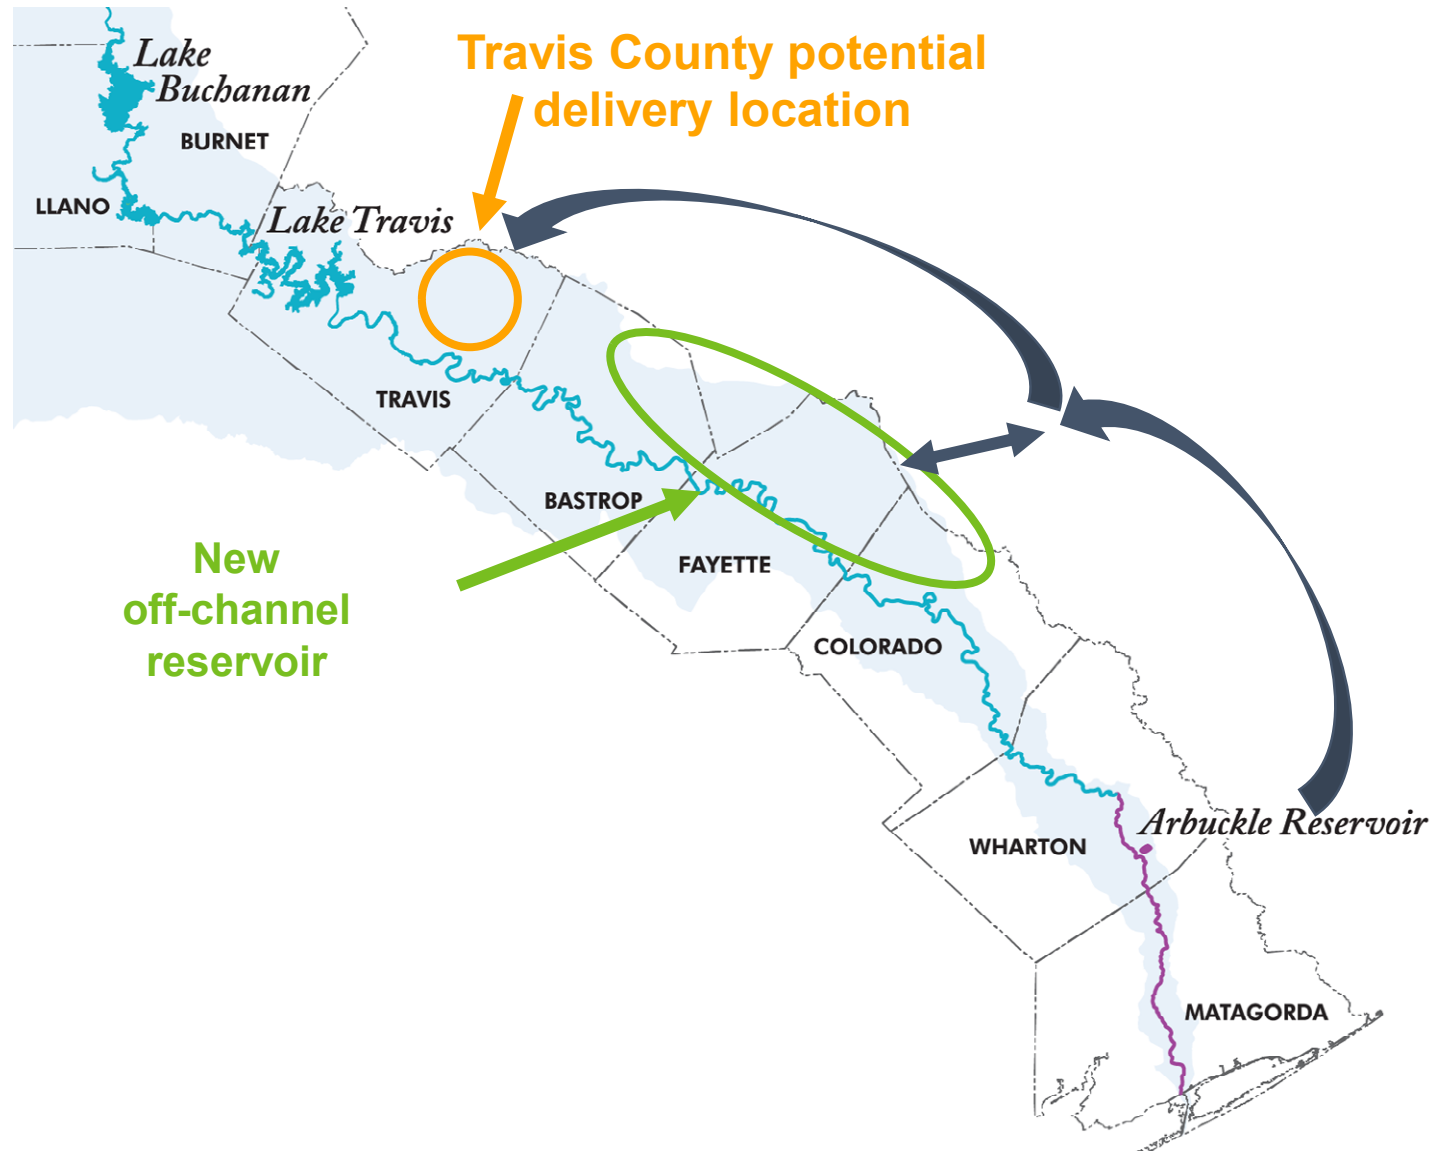 Travis County potential
delivery location
Lake
Buchanan
BURNET
LLANO
Lake Travis
TRAVIS
BASTROP
New
off-channel
reservoir
FAYETTE
COLORADO
Arbuckle Reservoir
WHARTON
MATAGORDA